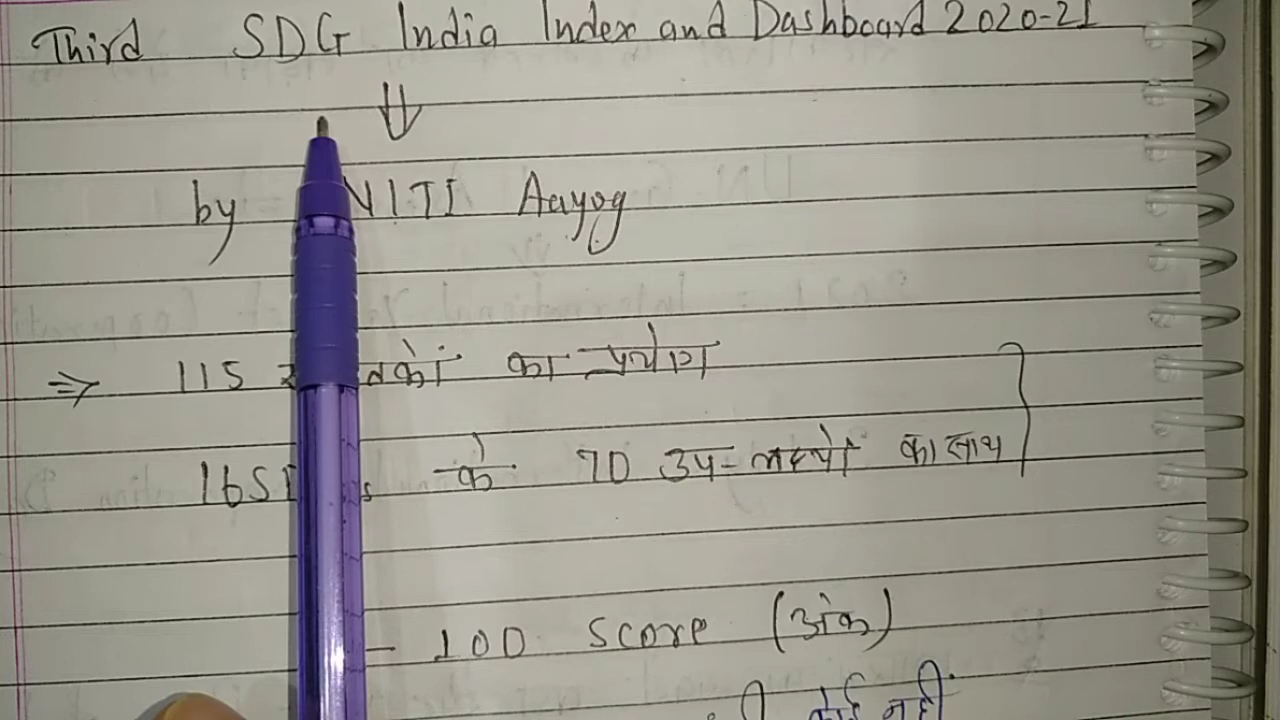 Third SDG India Index and Dashboard 2020-21
by NITI Aayog
⇒ 115 का प्रयोग
के 70 उप-लक्ष्यों का साथ
100 Score (अंक)
कोई नहीं